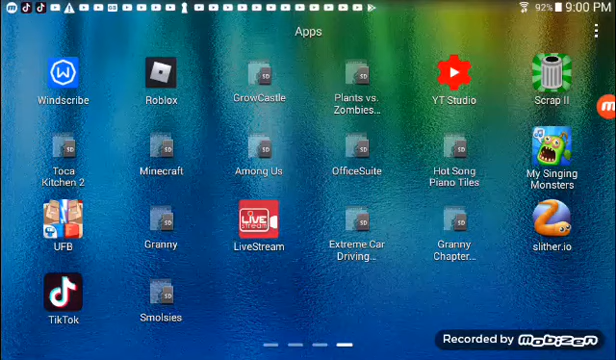 92% 9:00 PM
Apps
Windscribe
Roblox
GrowCastle
Plants vs.
Zombies...
YT Studio
Scrap II
Toca
Kitchen 2
Minecraft
Among Us
OfficeSuite
Hot Song
Piano Tiles
My Singing
Monsters
UFB
Granny
LIVE
Stream
LiveStream
Extreme Car
Driving...
Granny
Chapter...
slither.io
TikTok
Smolsies
Recorded by MOBIZEN